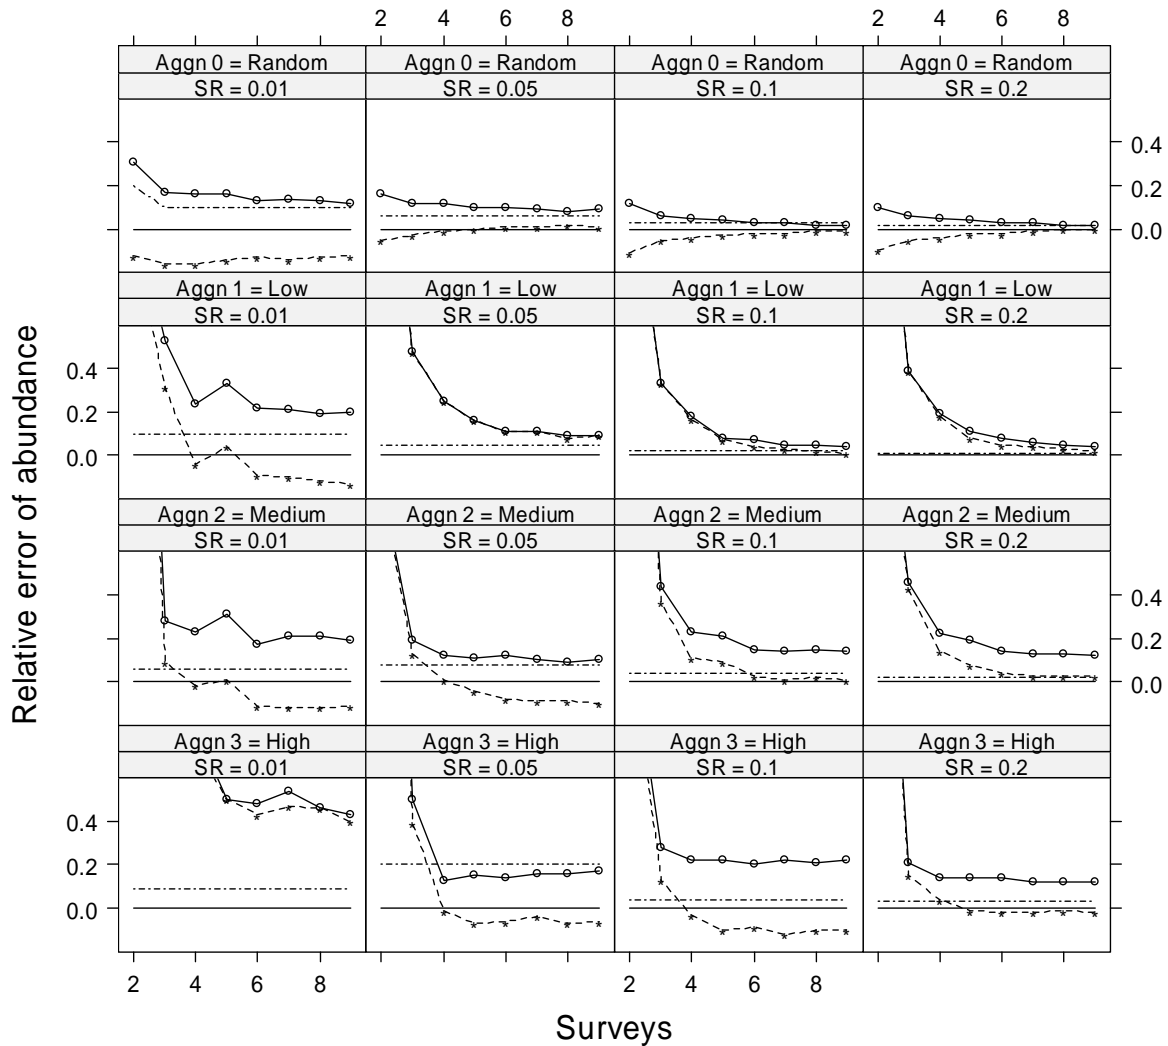 2 4 6 8 2 4 6 8
Aggn 0 = Random Aggn 0 = Random Aggn 0 = Random Aggn 0 = Random
SR = 0.01 SR = 0.05 SR = 0.1 SR = 0.2
0.4
0.2
0.0
Aggn 1 = Low Aggn 1 = Low Aggn 1 = Low Aggn 1 = Low
SR = 0.01 SR = 0.05 SR = 0.1 SR = 0.2
0.4
0.2
0.0
Aggn 2 = Medium Aggn 2 = Medium Aggn 2 = Medium Aggn 2 = Medium
SR = 0.01 SR = 0.05 SR = 0.1 SR = 0.2
0.4
0.2
0.0
Aggn 3 = High Aggn 3 = High Aggn 3 = High Aggn 3 = High
SR = 0.01 SR = 0.05 SR = 0.1 SR = 0.2
0.4
0.2
0.0
2 4 6 8 2 4 6 8
Surveys
Relative error of abundance